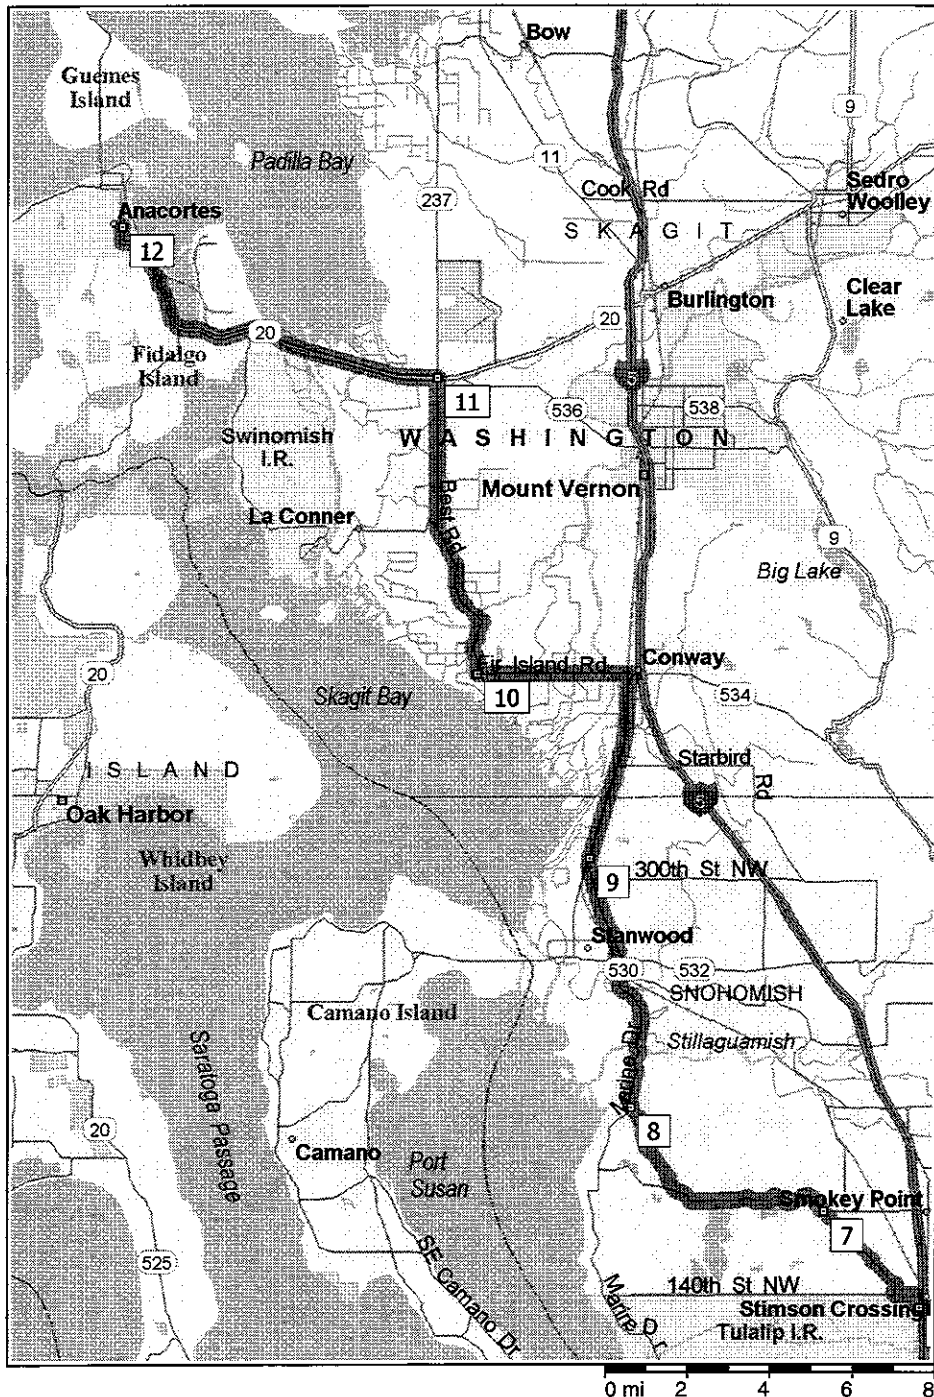 Bow
Guemes
Island
9
Padilla Bay
11
Cook Rd
Sedro
Woolley
237
Anacortes
SKAGIT
12
Burlington
Clear
Lake
20
20
Fidalgo
Island
11
536
538
Swinomish
I.R.
WASHINGTON
Mount Vernon
Best Rd
La Conner
9
Big Lake
Fir Island Rd
Conway
20
Skagit Bay
10
534
ISLAND
Starbird
Rd
Oak Harbor
Whidbey
Island
300th St NW
9
Stanwood
530
532
SNOHOMISH
Camano Island
Stillaguamish
Saratoga Passage
Marine Dr
20
8
Camano
Port
Susan
Smokey Point
7
525
SE Camano Dr
140th St NW
Marine Dr
Stimson Crossing
Tulalip I.R.
0 mi 2 4 6 8